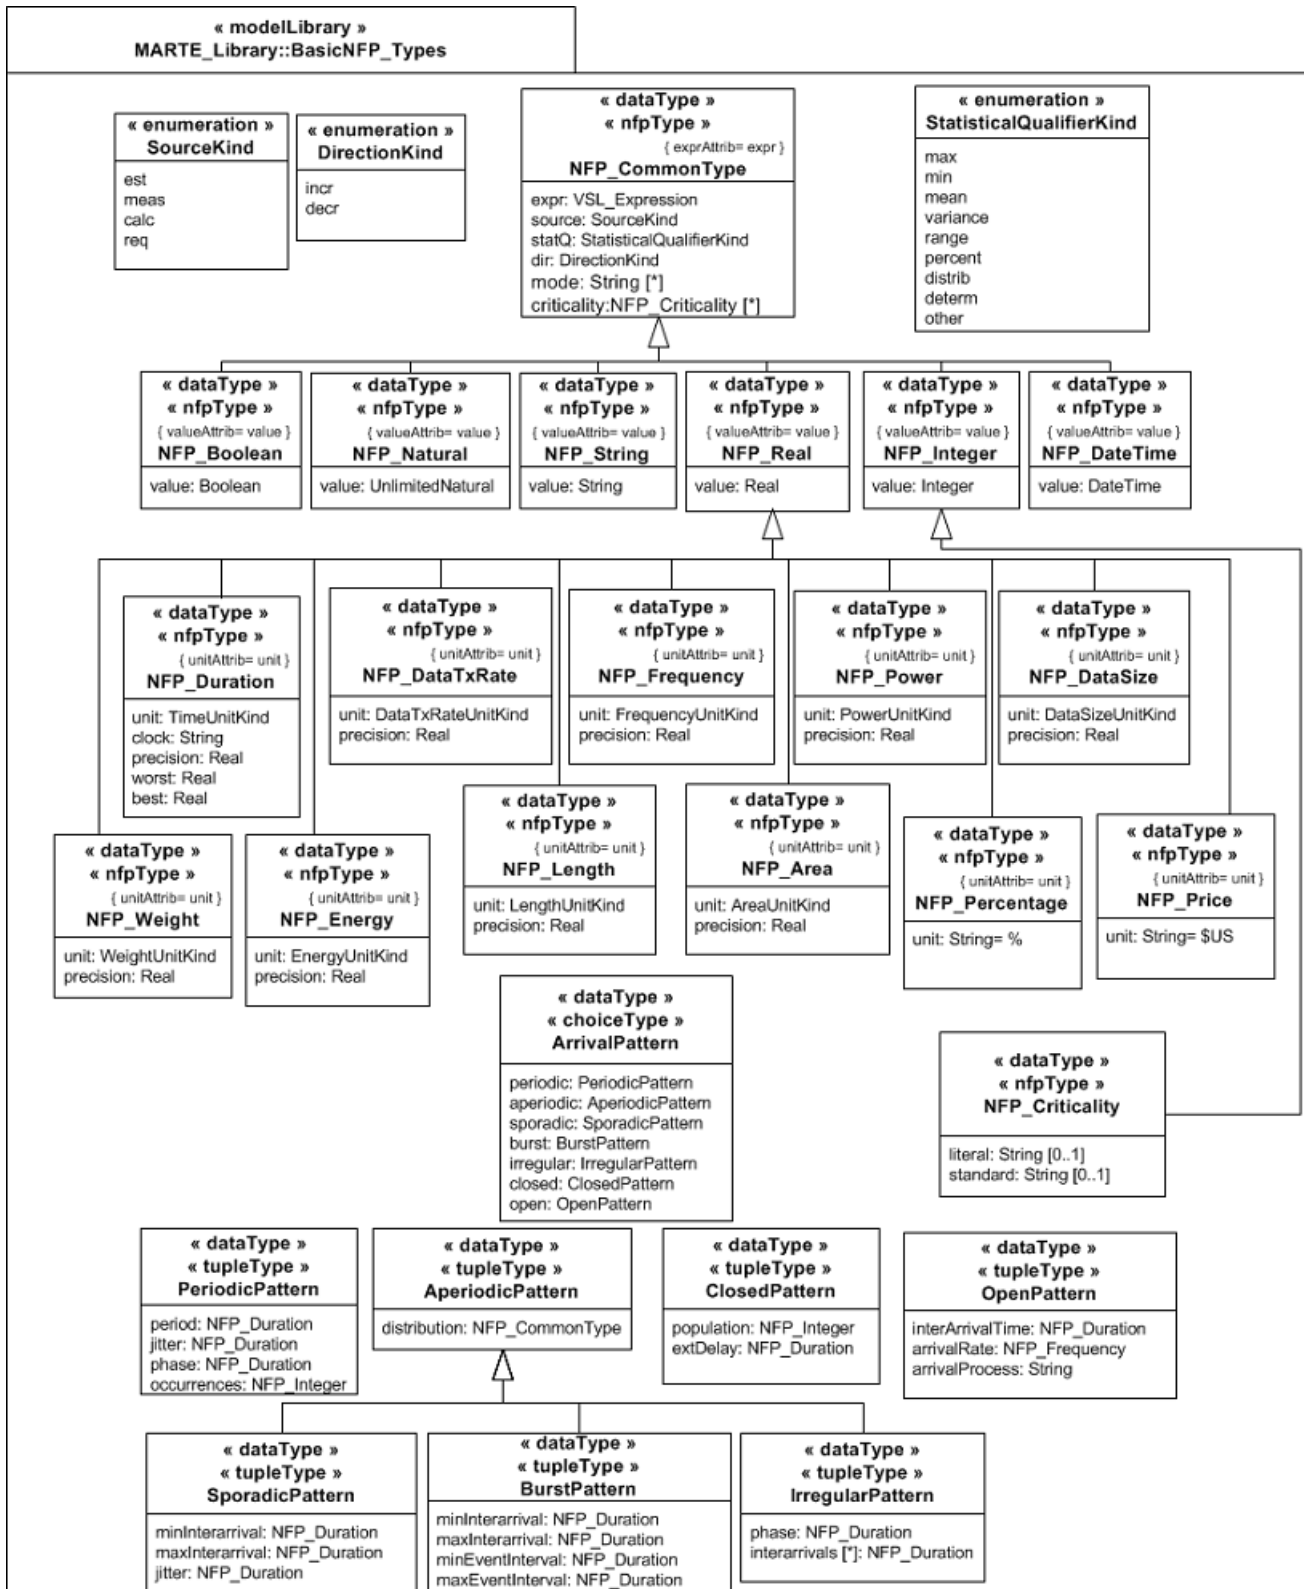 « modelLibrary »
MARTE_Library::BasicNFP_Types
« enumeration »
SourceKind
est
meas
calc
req
« enumeration »
DirectionKind
incr
decr
« dataType »
« nfpType »
{ exprAttrib= expr }
NFP_CommonType
expr: VSL_Expression
source: SourceKind
statQ: StatisticalQualifierKind
dir: DirectionKind
mode: String [*]
criticality:NFP_Criticality [*]
« enumeration »
StatisticalQualifierKind
max
min
mean
variance
range
percent
distrib
determ
other
« dataType »
« nfpType »
{ valueAttrib= value }
NFP_Boolean
value: Boolean
« dataType »
« nfpType »
{ valueAttrib= value }
NFP_Natural
value: UnlimitedNatural
« dataType »
« nfpType »
{ valueAttrib= value }
NFP_String
value: String
« dataType »
« nfpType »
{ valueAttrib= value }
NFP_Real
value: Real
« dataType »
« nfpType »
{ valueAttrib= value }
NFP_Integer
value: Integer
« dataType »
« nfpType »
{ valueAttrib= value }
NFP_DateTime
value: DateTime
« dataType »
« nfpType »
{ unitAttrib= unit }
NFP_Duration
unit: TimeUnitKind
clock: String
precision: Real
worst: Real
best: Real
« dataType »
« nfpType »
{ unitAttrib= unit }
NFP_DataTxRate
unit: DataTxRateUnitKind
precision: Real
« dataType »
« nfpType »
{ unitAttrib= unit }
NFP_Frequency
unit: FrequencyUnitKind
precision: Real
« dataType »
« nfpType »
{ unitAttrib= unit }
NFP_Power
unit: PowerUnitKind
precision: Real
« dataType »
« nfpType »
{ unitAttrib= unit }
NFP_DataSize
unit: DataSizeUnitKind
precision: Real
« dataType »
« nfpType »
{ unitAttrib= unit }
NFP_Weight
unit: WeightUnitKind
precision: Real
« dataType »
« nfpType »
{ unitAttrib= unit }
NFP_Energy
unit: EnergyUnitKind
precision: Real
« dataType »
« nfpType »
{ unitAttrib= unit }
NFP_Length
unit: LengthUnitKind
precision: Real
« dataType »
« nfpType »
{ unitAttrib= unit }
NFP_Area
unit: AreaUnitKind
precision: Real
« dataType »
« nfpType »
{ unitAttrib= unit }
NFP_Percentage
unit: String= %
« dataType »
« nfpType »
{ unitAttrib= unit }
NFP_Price
unit: String= $US
« dataType »
« choiceType »
ArrivalPattern
periodic: PeriodicPattern
aperiodic: AperiodicPattern
sporadic: SporadicPattern
burst: BurstPattern
irregular: IrregularPattern
closed: ClosedPattern
open: OpenPattern
« dataType »
« nfpType »
NFP_Criticality
literal: String [0..1]
standard: String [0..1]
« dataType »
« tupleType »
PeriodicPattern
period: NFP_Duration
jitter: NFP_Duration
phase: NFP_Duration
occurrences: NFP_Integer
« dataType »
« tupleType »
AperiodicPattern
distribution: NFP_CommonType
« dataType »
« tupleType »
ClosedPattern
population: NFP_Integer
extDelay: NFP_Duration
« dataType »
« tupleType »
OpenPattern
interArrivalTime: NFP_Duration
arrivalRate: NFP_Frequency
arrivalProcess: String
« dataType »
« tupleType »
SporadicPattern
minInterarrival: NFP_Duration
maxInterarrival: NFP_Duration
jitter: NFP_Duration
« dataType »
« tupleType »
BurstPattern
minInterarrival: NFP_Duration
maxInterarrival: NFP_Duration
minEventInterval: NFP_Duration
maxEventInterval: NFP_Duration
« dataType »
« tupleType »
IrregularPattern
phase: NFP_Duration
interarrivals [*]: NFP_Duration